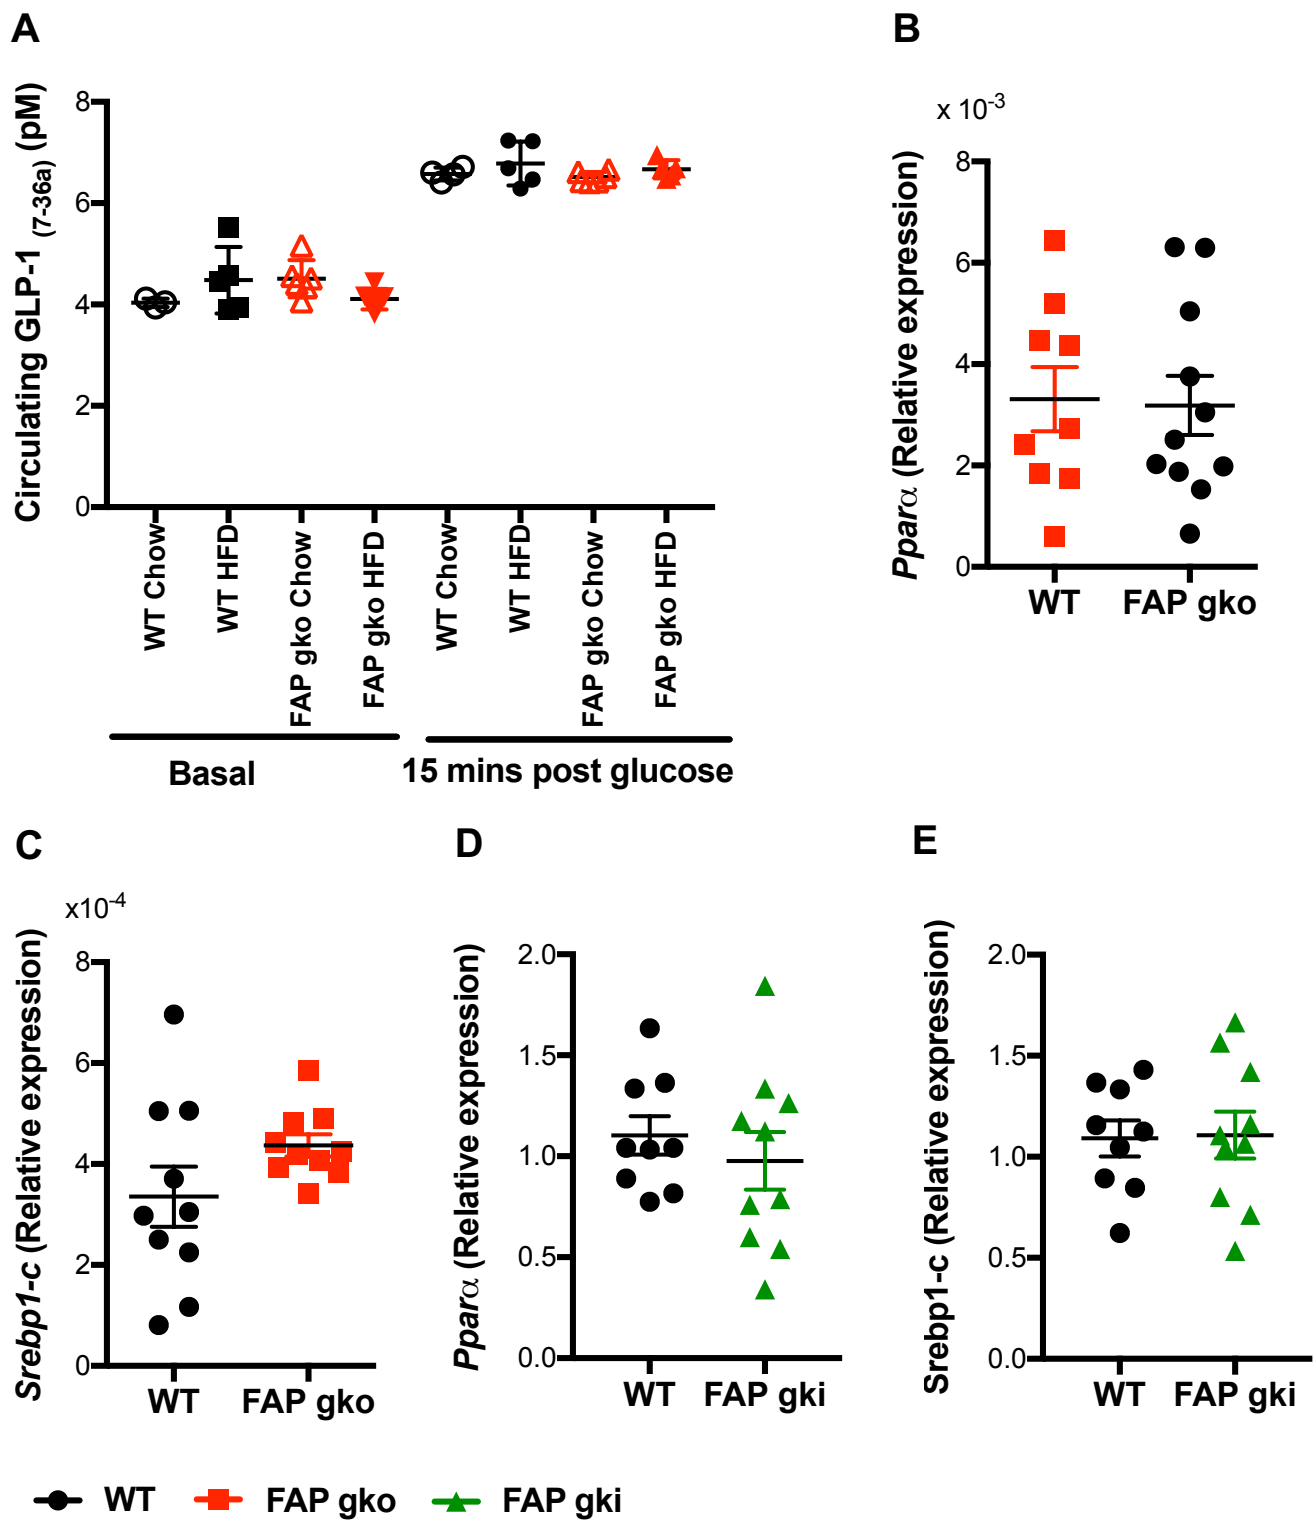 A
Circulating GLP-1 (7-36a) (pM)
8
6
4
2
0
WT Chow
WT HFD
FAP gko Chow
FAP gko HFD
WT Chow
WT HFD
FAP gko Chow
FAP gko HFD
Basal
15 mins post glucose
B
x 10-3
Pparα (Relative expression)
8
6
4
2
0
WT
FAP gko
C
x10-4
Srebp1-c (Relative expression)
8
6
4
2
0
WT
FAP gko
D
Pparα (Relative expression)
2.0
1.5
1.0
0.5
0.0
WT
FAP gki
E
Srebp1-c (Relative expression)
2.0
1.5
1.0
0.5
0.0
WT
FAP gki
WT
FAP gko
FAP gki